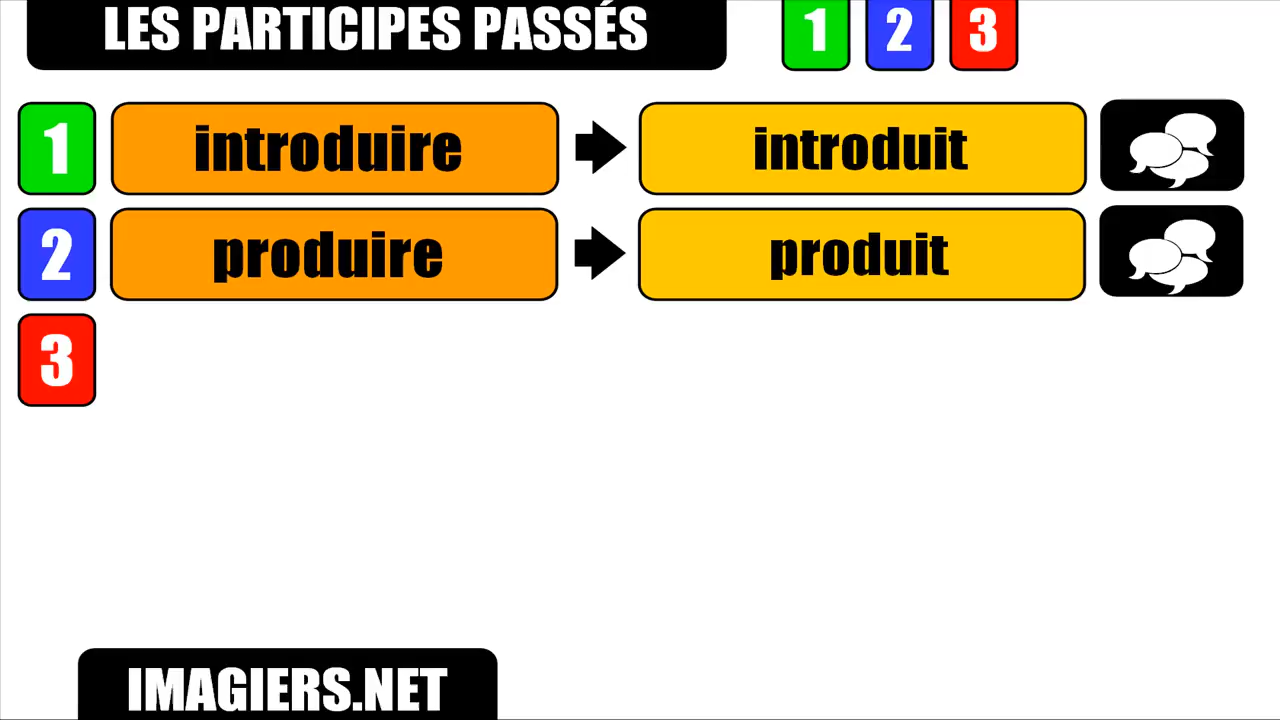 LES PARTICIPES PASSÉS 1 2 3
1 introduire introduit
2 produire produit
3
IMAGIERS.NET